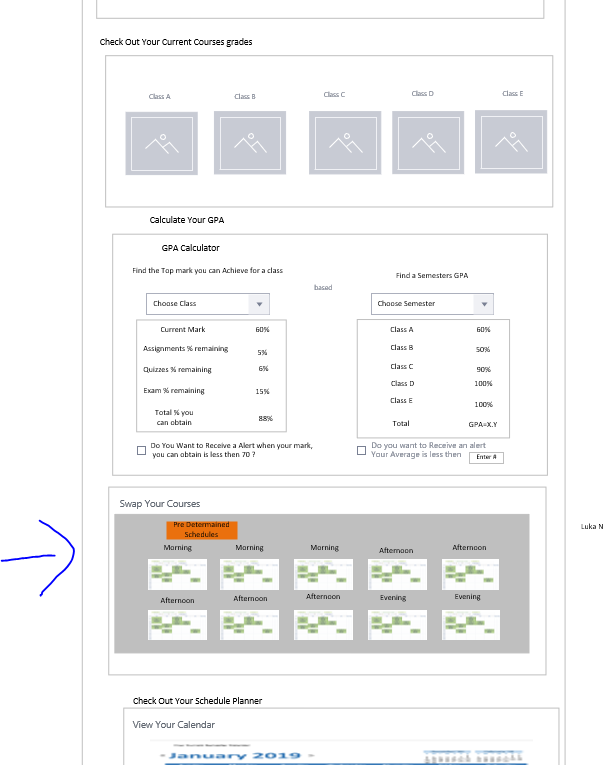 Check Out Your Current Courses grades
Class A Class B Class C Class D Class E
Calculate Your GPA
GPA Calculator
Find the Top mark you can Achieve for a class
based
Find a Semesters GPA
Choose Class
Choose Semester
Current Mark 60%
Assignments % remaining 5%
Quizzes % remaining 6%
Exam % remaining 15%
Total % you
can obtain 88%
Class A 60%
Class B 50%
Class C 90%
Class D 100%
Class E 100%
Total GPA=X.Y
Do You Want to Receive a Alert when your mark,
you can obtain is less then 70 ?
Do you want to Receive an alert
Your Average is less then Enter #
Swap Your Courses
Luka N
Pre Determained
Schedules
Morning Morning Morning Afternoon Afternoon
Afternoon Afternoon Afternoon Evening Evening
Check Out Your Schedule Planner
View Your Calendar
January 2019